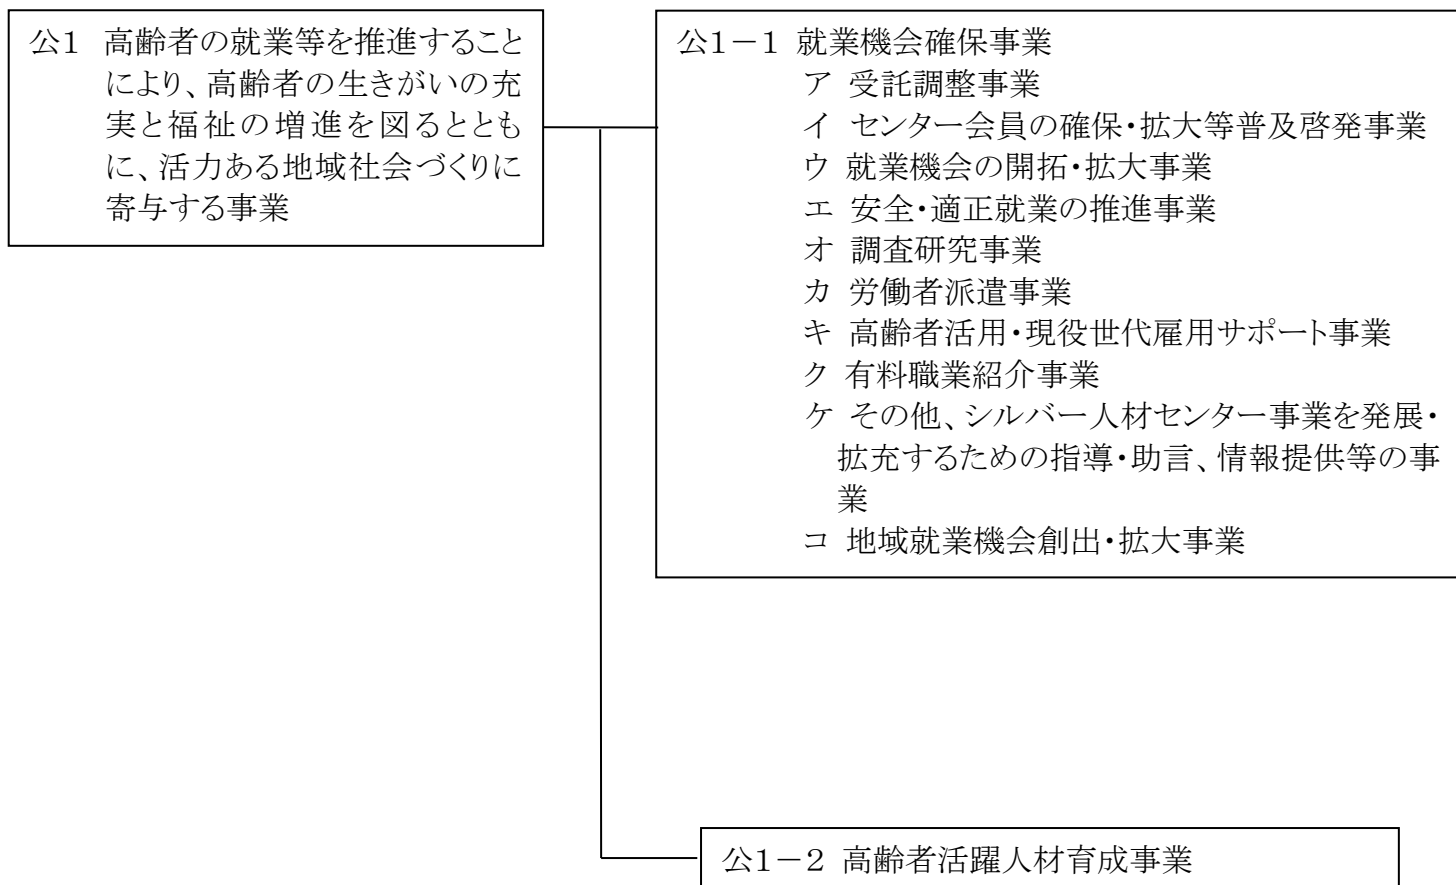 公1 高齢者の就業等を推進すること
により、高齢者の生きがいの充
実と福祉の増進を図るととも
に、活力ある地域社会づくりに
寄与する事業
公1－1 就業機会確保事業
ア 受託調整事業
イ センター会員の確保・拡大等普及啓発事業
ウ 就業機会の開拓・拡大事業
エ 安全・適正就業の推進事業
オ 調査研究事業
カ 労働者派遣事業
キ 高齢者活用・現役世代雇用サポート事業
ク 有料職業紹介事業
ケ その他、シルバー人材センター事業を発展・
拡充するための指導・助言、情報提供等の事
業
コ 地域就業機会創出・拡大事業
公1－2 高齢者活躍人材育成事業